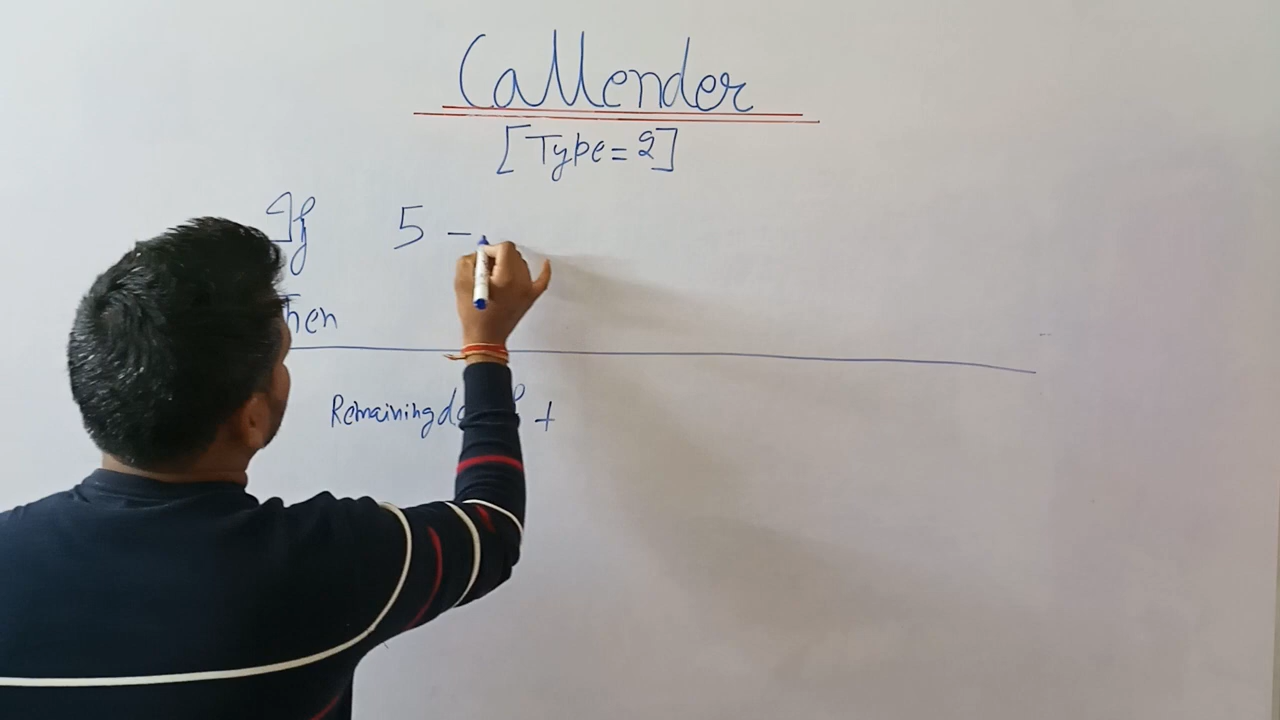 Callender
[Type=2]
If 5 -
Then
Remaining +